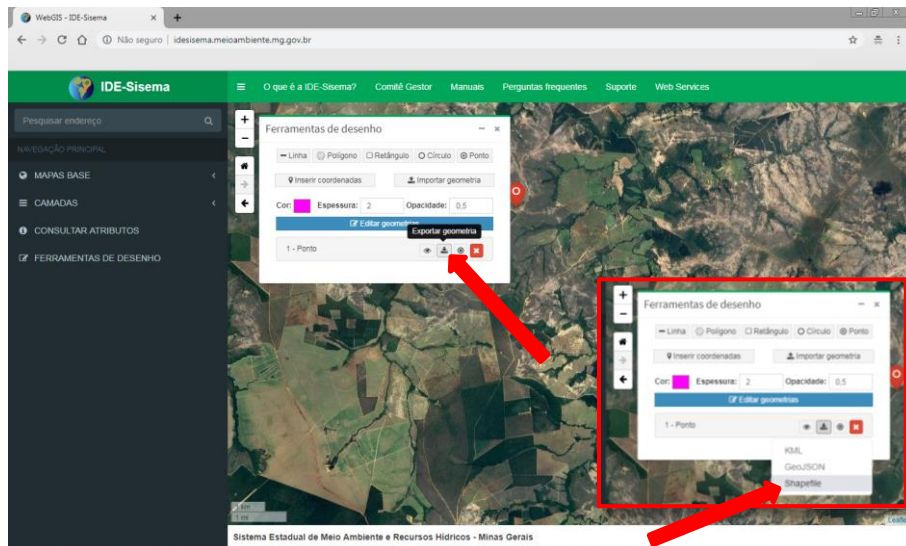 WebGIS - IDE-Sisema
Não seguro | idesisema.meioambiente.mg.gov.br
IDE-Sisema
O que é a IDE-Sisema? Comitê Gestor Manuais Perguntas frequentes Suporte Web Services
Pesquisar endereço
NAVEGAÇÃO PRINCIPAL
MAPAS BASE
CAMADAS
CONSULTAR ATRIBUTOS
FERRAMENTAS DE DESENHO
Ferramentas de desenho
Linha Polígono Retângulo Círculo Ponto
Inserir coordenadas Importar geometria
Cor: Espessura: 2 Opacidade: 0.5
Editar geometrias
Exportar geometria
1 - Ponto
Ferramentas de desenho
Linha Polígono Retângulo Círculo Ponto
Inserir coordenadas Importar geometria
Cor: Espessura: 2 Opacidade: 0.5
Editar geometrias
1 - Ponto
KML
GeoJSON
Shapefile
km
1 mi
Sistema Estadual de Meio Ambiente e Recursos Hídricos - Minas Gerais